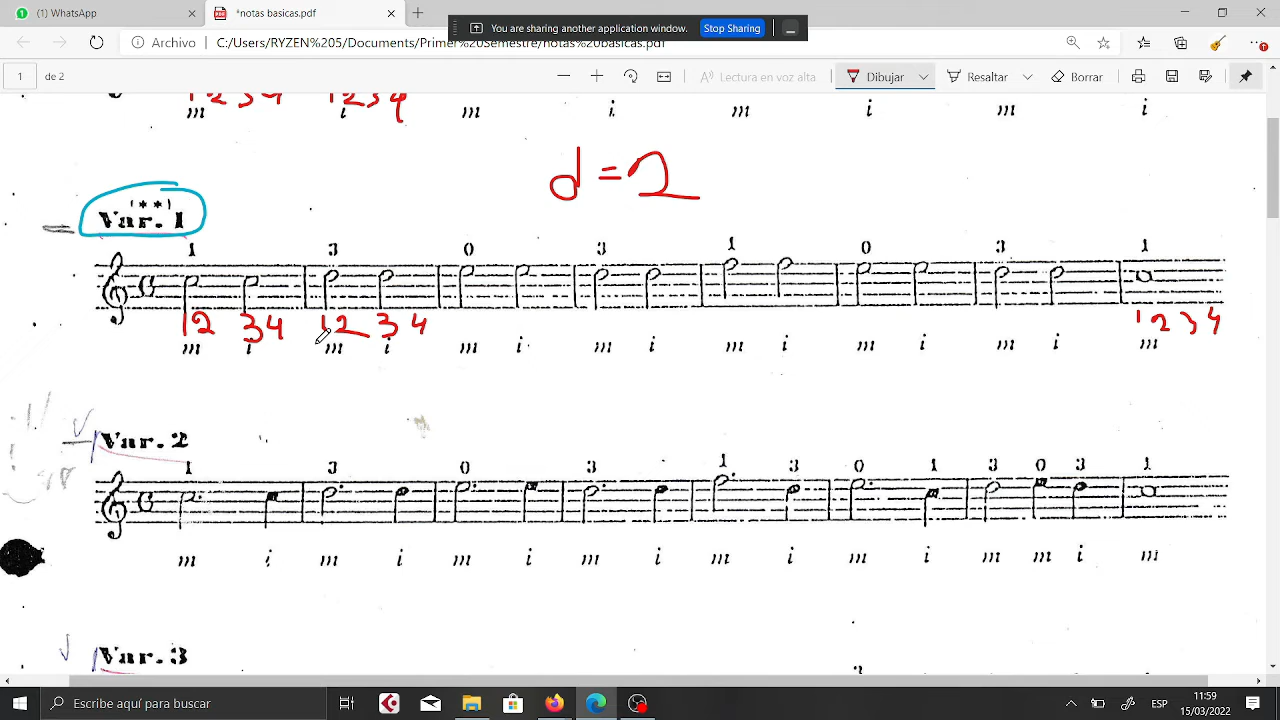 (1) WhatsApp
*notas basicas.pdf
You are sharing another application window. Stop Sharing
Archivo C:/Users/RYZEN%205/Documents/Primer%20Semestre/notas%20basicas.pdf
1 de 2 Lectura en voz alta Dibujar Resaltar Borrar
1 2 3 4 1 2 3 4
m i m i m i m i
d = 2
(**)
Var. 1
1 3 0 3 1 0 3 1
1 2 3 4 1 2 3 4 1 2 3 4
m i m i m i m i m i m i m i m
Var. 2
1 3 0 3 1 3 0 1 3 0 3 1
m i m i m i m i m i m i m m i m
Var. 3
Escribe aquí para buscar
ESP
11:59
15/03/2022